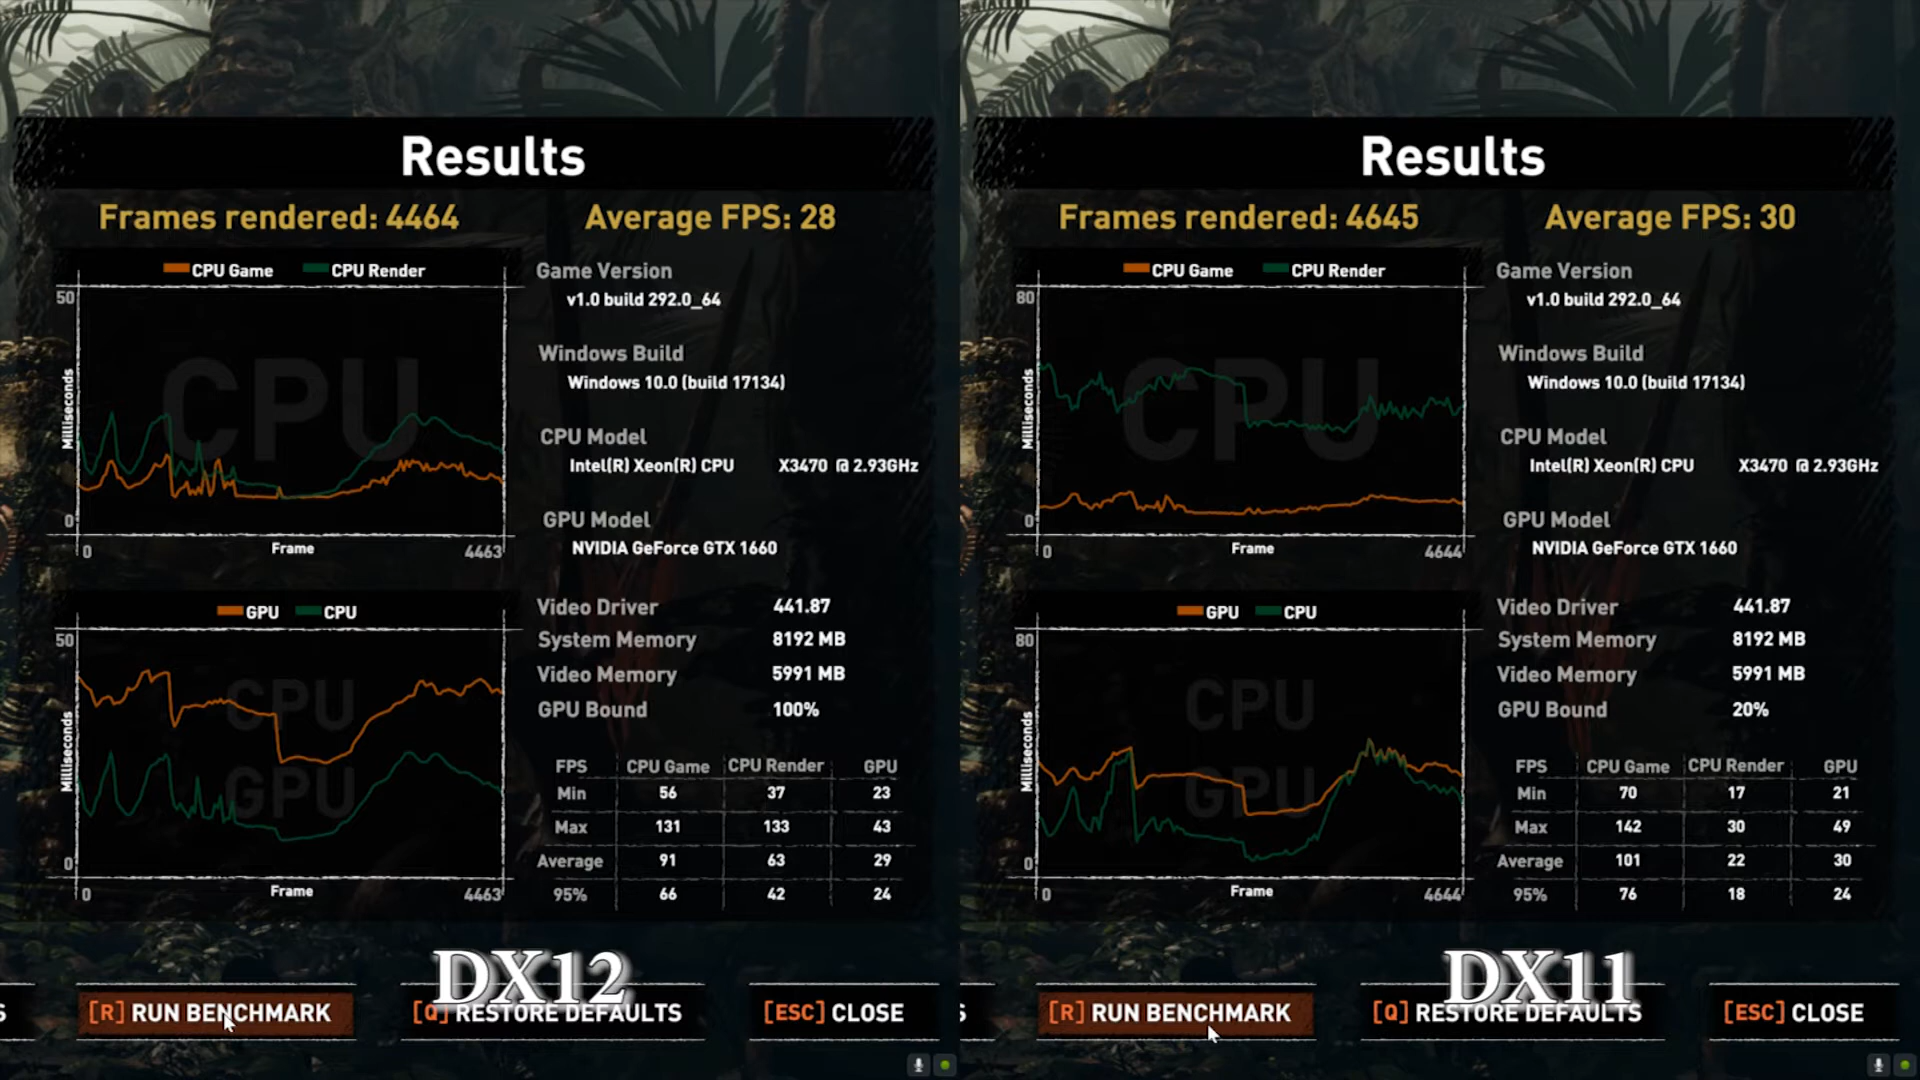 Results
Frames rendered: 4464
Average FPS: 28
CPU Game
CPU Render
50
CPU
Milliseconds
0
0
Frame
4463
GPU
CPU
50
CPU
GPU
Milliseconds
0
0
Frame
4463
Game Version
v1.0 build 292.0_64
Windows Build
Windows 10.0 (build 17134)
CPU Model
Intel(R) Xeon(R) CPU X3470 @ 2.93GHz
GPU Model
NVIDIA GeForce GTX 1660
Video Driver 441.87
System Memory 8192 MB
Video Memory 5991 MB
GPU Bound 100%
FPS CPU Game CPU Render GPU
Min 56 37 23
Max 131 133 43
Average 91 63 29
95% 66 42 24
DX12
S
[R] RUN BENCHMARK
[Q] RESTORE DEFAULTS
[ESC] CLOSE
Results
Frames rendered: 4645
Average FPS: 30
CPU Game
CPU Render
80
CPU
Milliseconds
0
0
Frame
4644
GPU
CPU
80
CPU
GPU
Milliseconds
0
0
Frame
4644
Game Version
v1.0 build 292.0_64
Windows Build
Windows 10.0 (build 17134)
CPU Model
Intel(R) Xeon(R) CPU X3470 @ 2.93GHz
GPU Model
NVIDIA GeForce GTX 1660
Video Driver 441.87
System Memory 8192 MB
Video Memory 5991 MB
GPU Bound 20%
FPS CPU Game CPU Render GPU
Min 70 17 21
Max 142 30 49
Average 101 22 30
95% 76 18 24
DX11
S
[R] RUN BENCHMARK
[Q] RESTORE DEFAULTS
[ESC] CLOSE